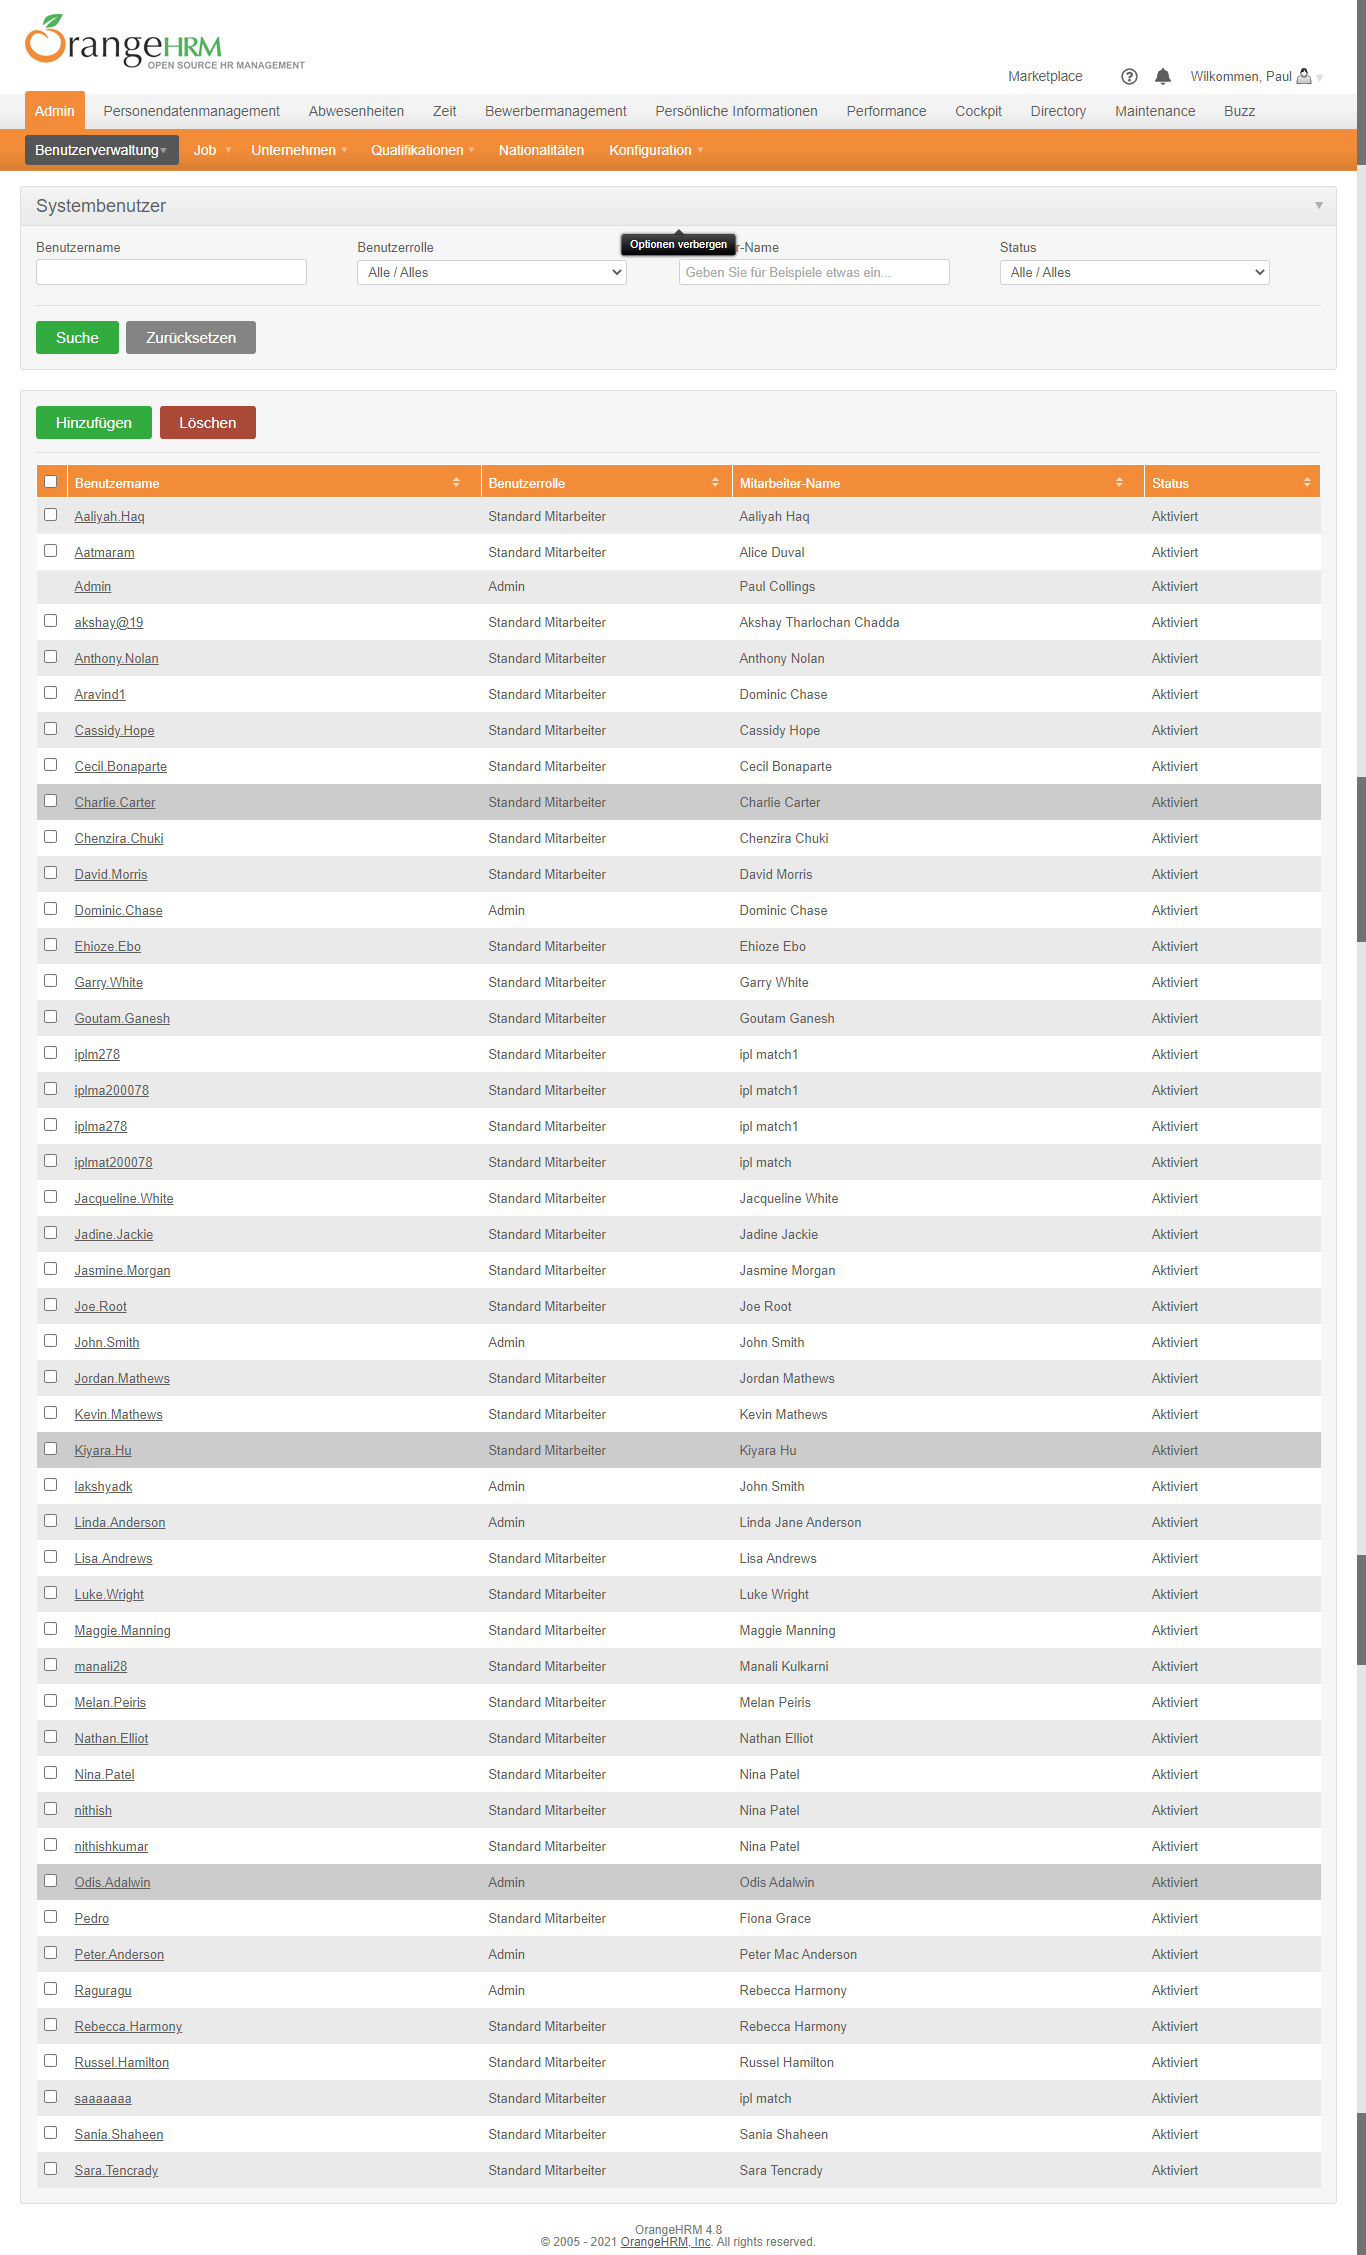 OrangeHRM
OPEN SOURCE HR MANAGEMENT
Marketplace Wilkommen, Paul
Admin Personendatenmanagement Abwesenheiten Zeit Bewerbermanagement Persönliche Informationen Performance Cockpit Directory Maintenance Buzz
Benutzerverwaltung Job Unternehmen Qualifikationen Nationalitäten Konfiguration
Systembenutzer
Benutzername Benutzerrolle Optionen verbergen r-Name Status
Alle / Alles Geben Sie für Beispiele etwas ein... Alle / Alles
Suche Zurücksetzen
Hinzufügen Löschen
Benutzername Benutzerrolle Mitarbeiter-Name Status
Aaliyah.Haq Standard Mitarbeiter Aaliyah Haq Aktiviert
Aatmaram Standard Mitarbeiter Alice Duval Aktiviert
Admin Admin Paul Collings Aktiviert
akshay@19 Standard Mitarbeiter Akshay Tharlochan Chadda Aktiviert
Anthony.Nolan Standard Mitarbeiter Anthony Nolan Aktiviert
Aravind1 Standard Mitarbeiter Dominic Chase Aktiviert
Cassidy.Hope Standard Mitarbeiter Cassidy Hope Aktiviert
Cecil.Bonaparte Standard Mitarbeiter Cecil Bonaparte Aktiviert
Charlie.Carter Standard Mitarbeiter Charlie Carter Aktiviert
Chenzira.Chuki Standard Mitarbeiter Chenzira Chuki Aktiviert
David.Morris Standard Mitarbeiter David Morris Aktiviert
Dominic.Chase Admin Dominic Chase Aktiviert
Ehioze.Ebo Standard Mitarbeiter Ehioze Ebo Aktiviert
Garry.White Standard Mitarbeiter Garry White Aktiviert
Goutam.Ganesh Standard Mitarbeiter Goutam Ganesh Aktiviert
iplm278 Standard Mitarbeiter ipl match1 Aktiviert
iplma200078 Standard Mitarbeiter ipl match1 Aktiviert
iplma278 Standard Mitarbeiter ipl match1 Aktiviert
iplmat200078 Standard Mitarbeiter ipl match Aktiviert
Jacqueline.White Standard Mitarbeiter Jacqueline White Aktiviert
Jadine.Jackie Standard Mitarbeiter Jadine Jackie Aktiviert
Jasmine.Morgan Standard Mitarbeiter Jasmine Morgan Aktiviert
Joe.Root Standard Mitarbeiter Joe Root Aktiviert
John.Smith Admin John Smith Aktiviert
Jordan.Mathews Standard Mitarbeiter Jordan Mathews Aktiviert
Kevin.Mathews Standard Mitarbeiter Kevin Mathews Aktiviert
Kiyara.Hu Standard Mitarbeiter Kiyara Hu Aktiviert
lakshyadk Admin John Smith Aktiviert
Linda.Anderson Admin Linda Jane Anderson Aktiviert
Lisa.Andrews Standard Mitarbeiter Lisa Andrews Aktiviert
Luke.Wright Standard Mitarbeiter Luke Wright Aktiviert
Maggie.Manning Standard Mitarbeiter Maggie Manning Aktiviert
manali28 Standard Mitarbeiter Manali Kulkarni Aktiviert
Melan.Peiris Standard Mitarbeiter Melan Peiris Aktiviert
Nathan.Elliot Standard Mitarbeiter Nathan Elliot Aktiviert
Nina.Patel Standard Mitarbeiter Nina Patel Aktiviert
nithish Standard Mitarbeiter Nina Patel Aktiviert
nithishkumar Standard Mitarbeiter Nina Patel Aktiviert
Odis.Adalwin Admin Odis Adalwin Aktiviert
Pedro Standard Mitarbeiter Fiona Grace Aktiviert
Peter.Anderson Admin Peter Mac Anderson Aktiviert
Raguragu Admin Rebecca Harmony Aktiviert
Rebecca.Harmony Standard Mitarbeiter Rebecca Harmony Aktiviert
Russel.Hamilton Standard Mitarbeiter Russel Hamilton Aktiviert
saaaaaaa Standard Mitarbeiter ipl match Aktiviert
Sania.Shaheen Standard Mitarbeiter Sania Shaheen Aktiviert
Sara.Tencrady Standard Mitarbeiter Sara Tencrady Aktiviert
OrangeHRM 4.8
© 2005 - 2021 OrangeHRM, Inc. All rights reserved.